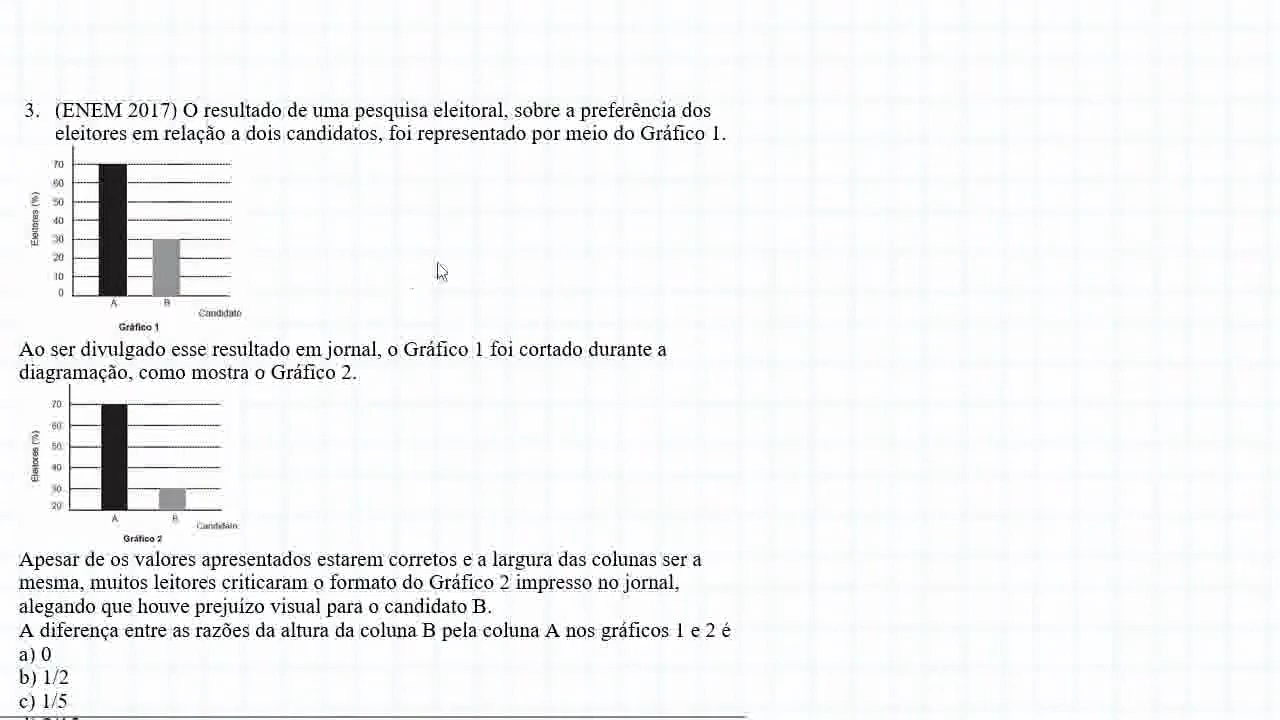 3. (ENEM 2017) O resultado de uma pesquisa eleitoral, sobre a preferência dos
eleitores em relação a dois candidatos, foi representado por meio do Gráfico 1.
70
60
50
40
30
20
10
0
Eleitores (%)
A B
Candidato
Gráfico 1
Ao ser divulgado esse resultado em jornal, o Gráfico 1 foi cortado durante a
diagramação, como mostra o Gráfico 2.
70
60
50
40
30
20
Eleitores (%)
A B
Candidato
Gráfico 2
Apesar de os valores apresentados estarem corretos e a largura das colunas ser a
mesma, muitos leitores criticaram o formato do Gráfico 2 impresso no jornal,
alegando que houve prejuízo visual para o candidato B.
A diferença entre as razões da altura da coluna B pela coluna A nos gráficos 1 e 2 é
a) 0
b) 1/2
c) 1/5